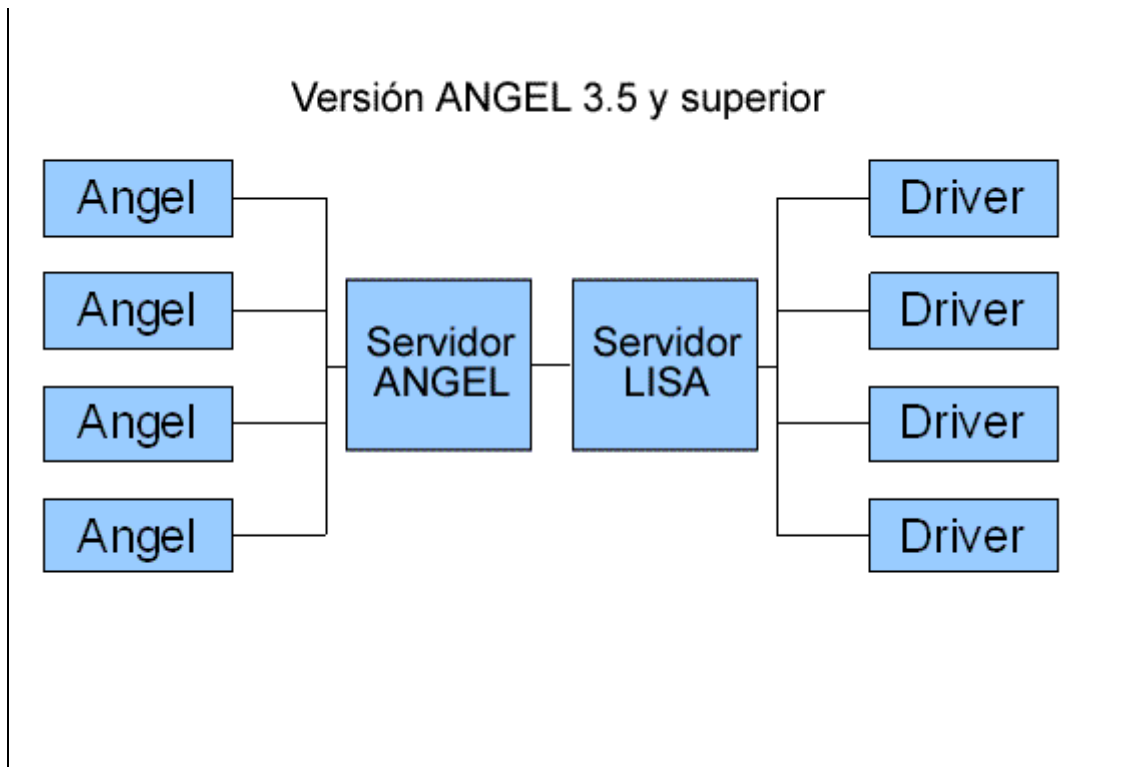 Versión ANGEL 3.5 y superior
Angel
Angel
Angel
Angel
Servidor
ANGEL
Servidor
LISA
Driver
Driver
Driver
Driver